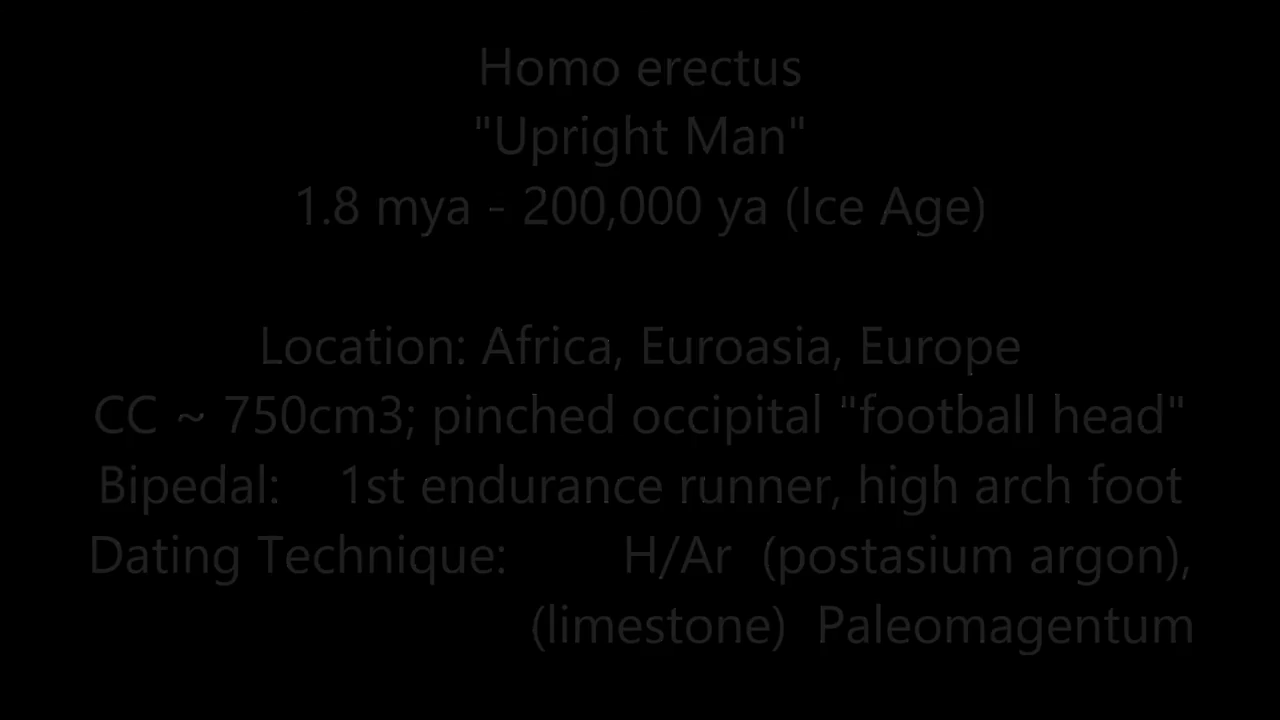 Homo erectus
"Upright Man"
1.8 mya - 200,000 ya (Ice Age)
Location: Africa, Euroasia, Europe
CC ~ 750cm3; pinched occipital "football head"
Bipedal: 1st endurance runner, high arch foot
Dating Technique: H/Ar (postasium argon),
(limestone) Paleomagentum